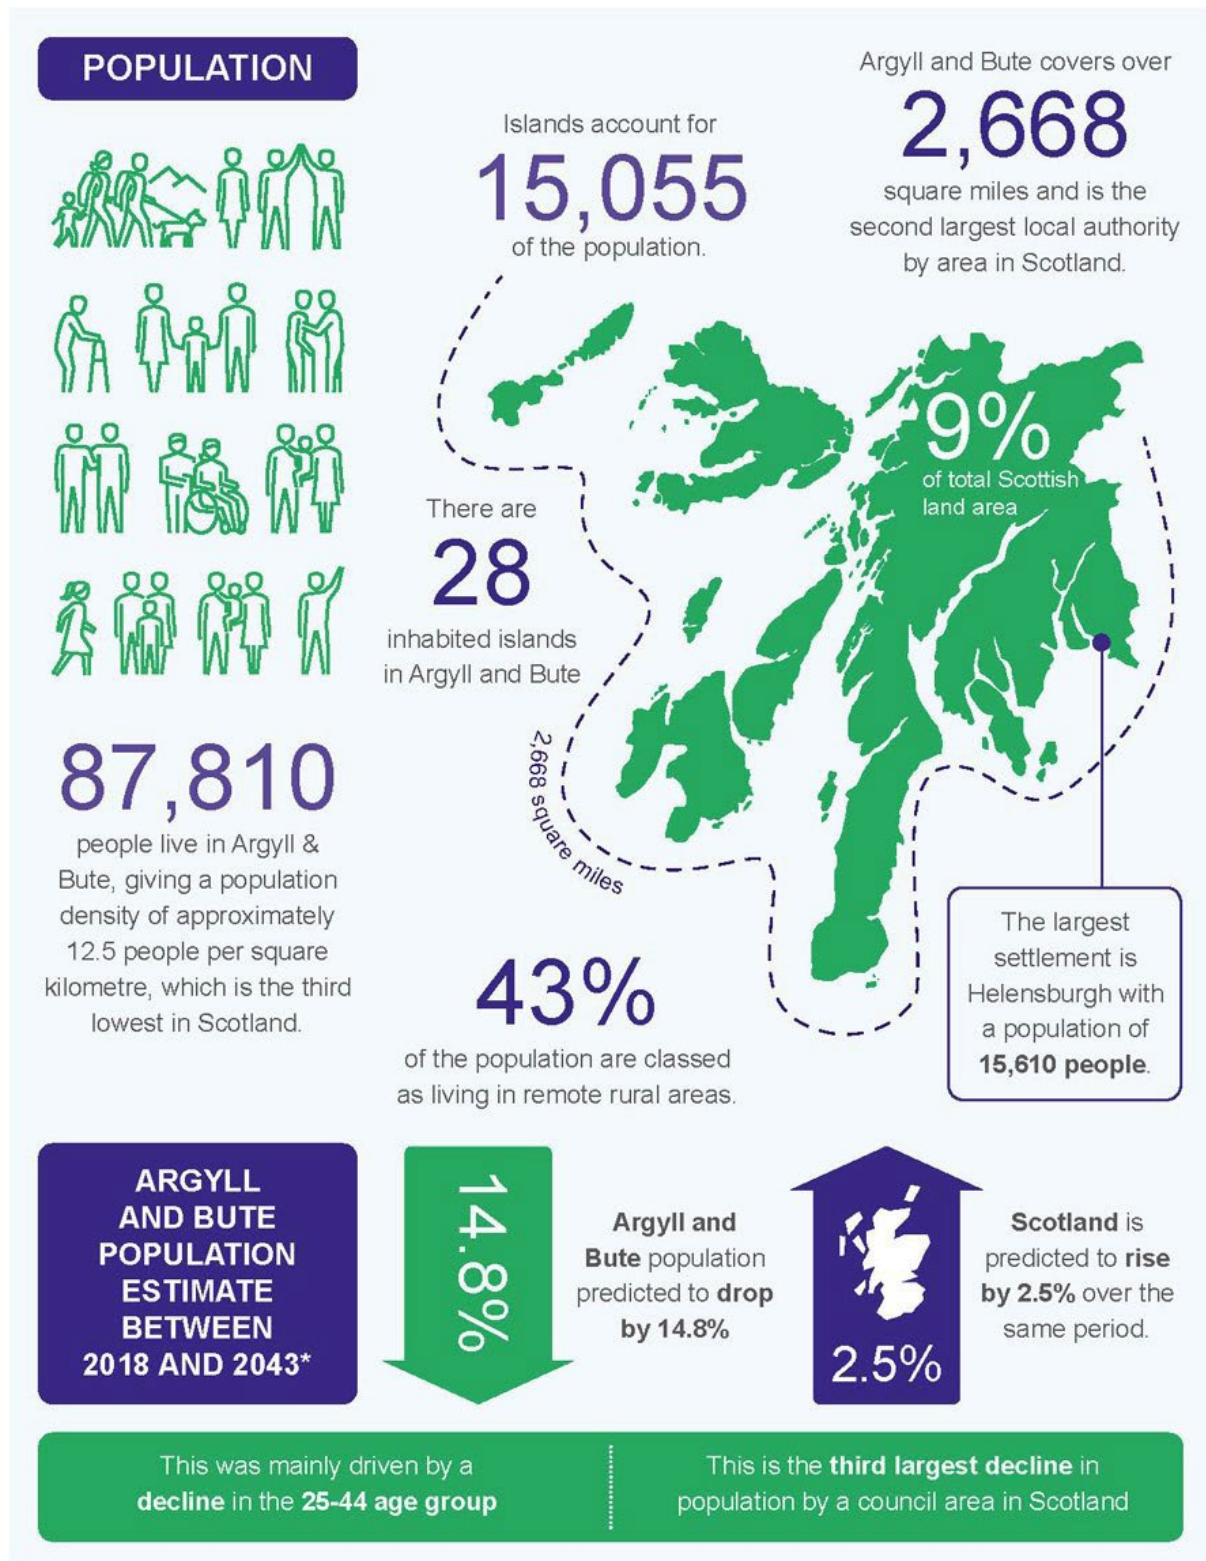 POPULATION
Islands account for
15,055
of the population.
Argyll and Bute covers over
2,668
square miles and is the
second largest local authority
by area in Scotland.
9%
of total Scottish
land area
There are
28
inhabited islands
in Argyll and Bute
2,668 square miles
87,810
people live in Argyll &
Bute, giving a population
density of approximately
12.5 people per square
kilometre, which is the third
lowest in Scotland.
43%
of the population are classed
as living in remote rural areas.
The largest
settlement is
Helensburgh with
a population of
15,610 people.
ARGYLL
AND BUTE
POPULATION
ESTIMATE
BETWEEN
2018 AND 2043*
14.8%
Argyll and
Bute population
predicted to drop
by 14.8%
2.5%
Scotland is
predicted to rise
by 2.5% over the
same period.
This was mainly driven by a
decline in the 25-44 age group
This is the third largest decline in
population by a council area in Scotland